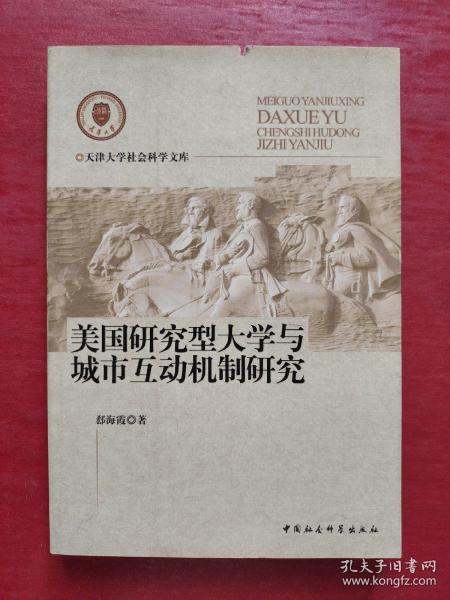 MEIGUO YANJIUXING
DAXUE YU
CHENGSHI HUDONG
JIZHI YANJIU
天津大学
◎天津大学社会科学文库
美国研究型大学与
城市互动机制研究
郄海霞◎著
中国社会科学出版社
孔夫子旧书网
www.kongfz.com